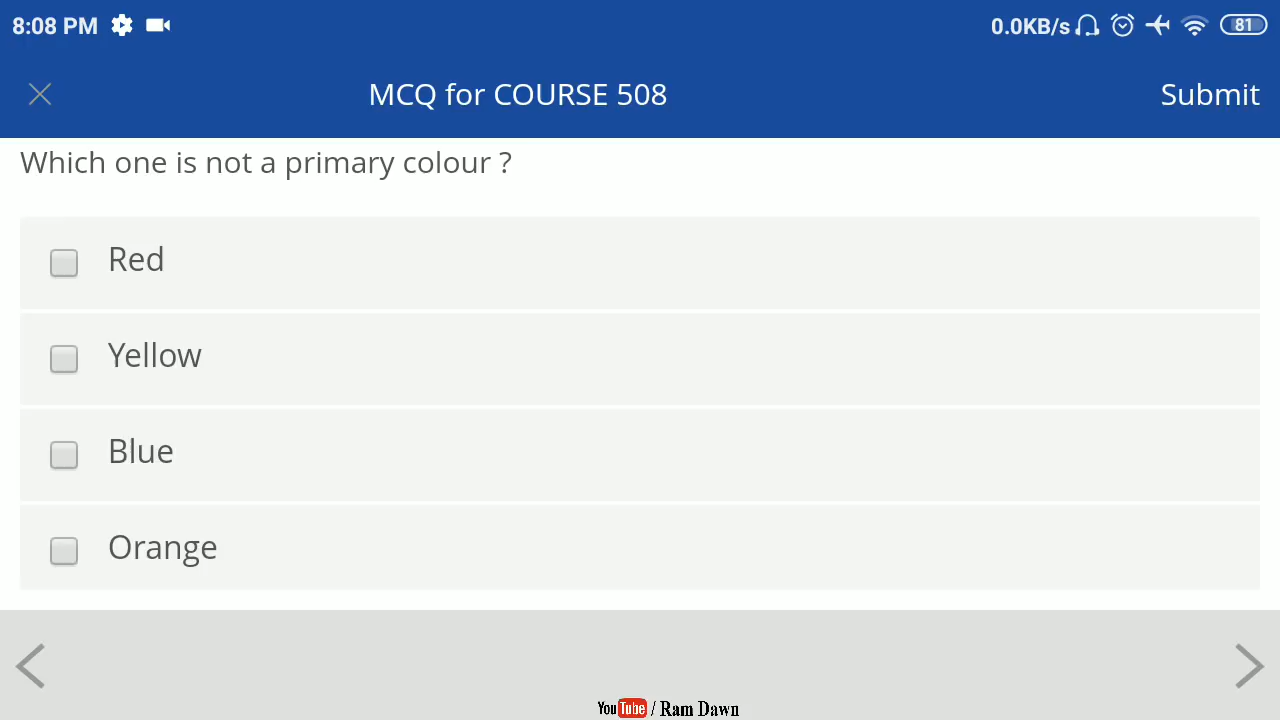 8:08 PM 0.0KB/s 81
MCQ for COURSE 508 Submit
Which one is not a primary colour ?
Red
Yellow
Blue
Orange
YouTube / Ram Dawn